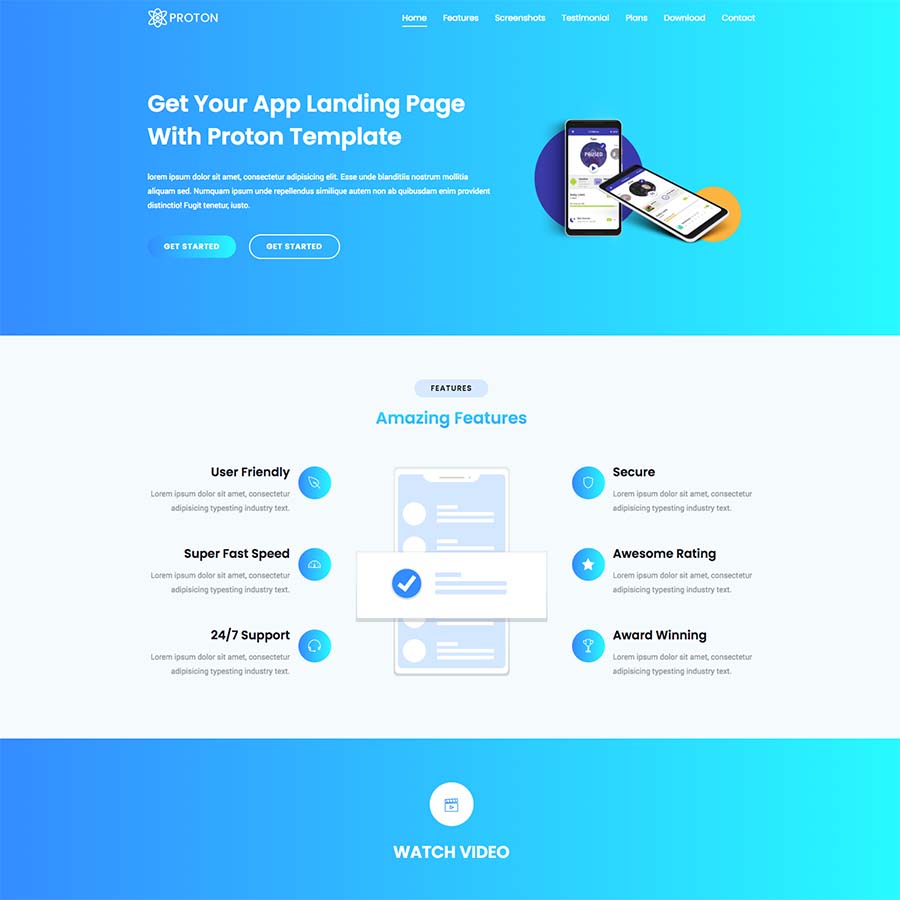 PROTON
Home Features Screenshots Testimonial Plans Download Contact
Get Your App Landing Page
With Proton Template
lorem ipsum dolor sit amet, consectetur adipisicing elit. Esse unde blanditiis nostrum mollitia
aliquam sed. Numquam ipsum unde repellendus similique autem non ab quibusdam enim provident
distinctio! Fugit tenetur, iusto.
GET STARTED GET STARTED
PAUSED
FEATURES
Amazing Features
User Friendly
Lorem ipsum dolor sit amet, consectetur
adipisicing typesting industry text.
Super Fast Speed
Lorem ipsum dolor sit amet, consectetur
adipisicing typesting industry text.
24/7 Support
Lorem ipsum dolor sit amet, consectetur
adipisicing typesting industry text.
Secure
Lorem ipsum dolor sit amet, consectetur
adipisicing typesting industry text.
Awesome Rating
Lorem ipsum dolor sit amet, consectetur
adipisicing typesting industry text.
Award Winning
Lorem ipsum dolor sit amet, consectetur
adipisicing typesting industry text.
WATCH VIDEO